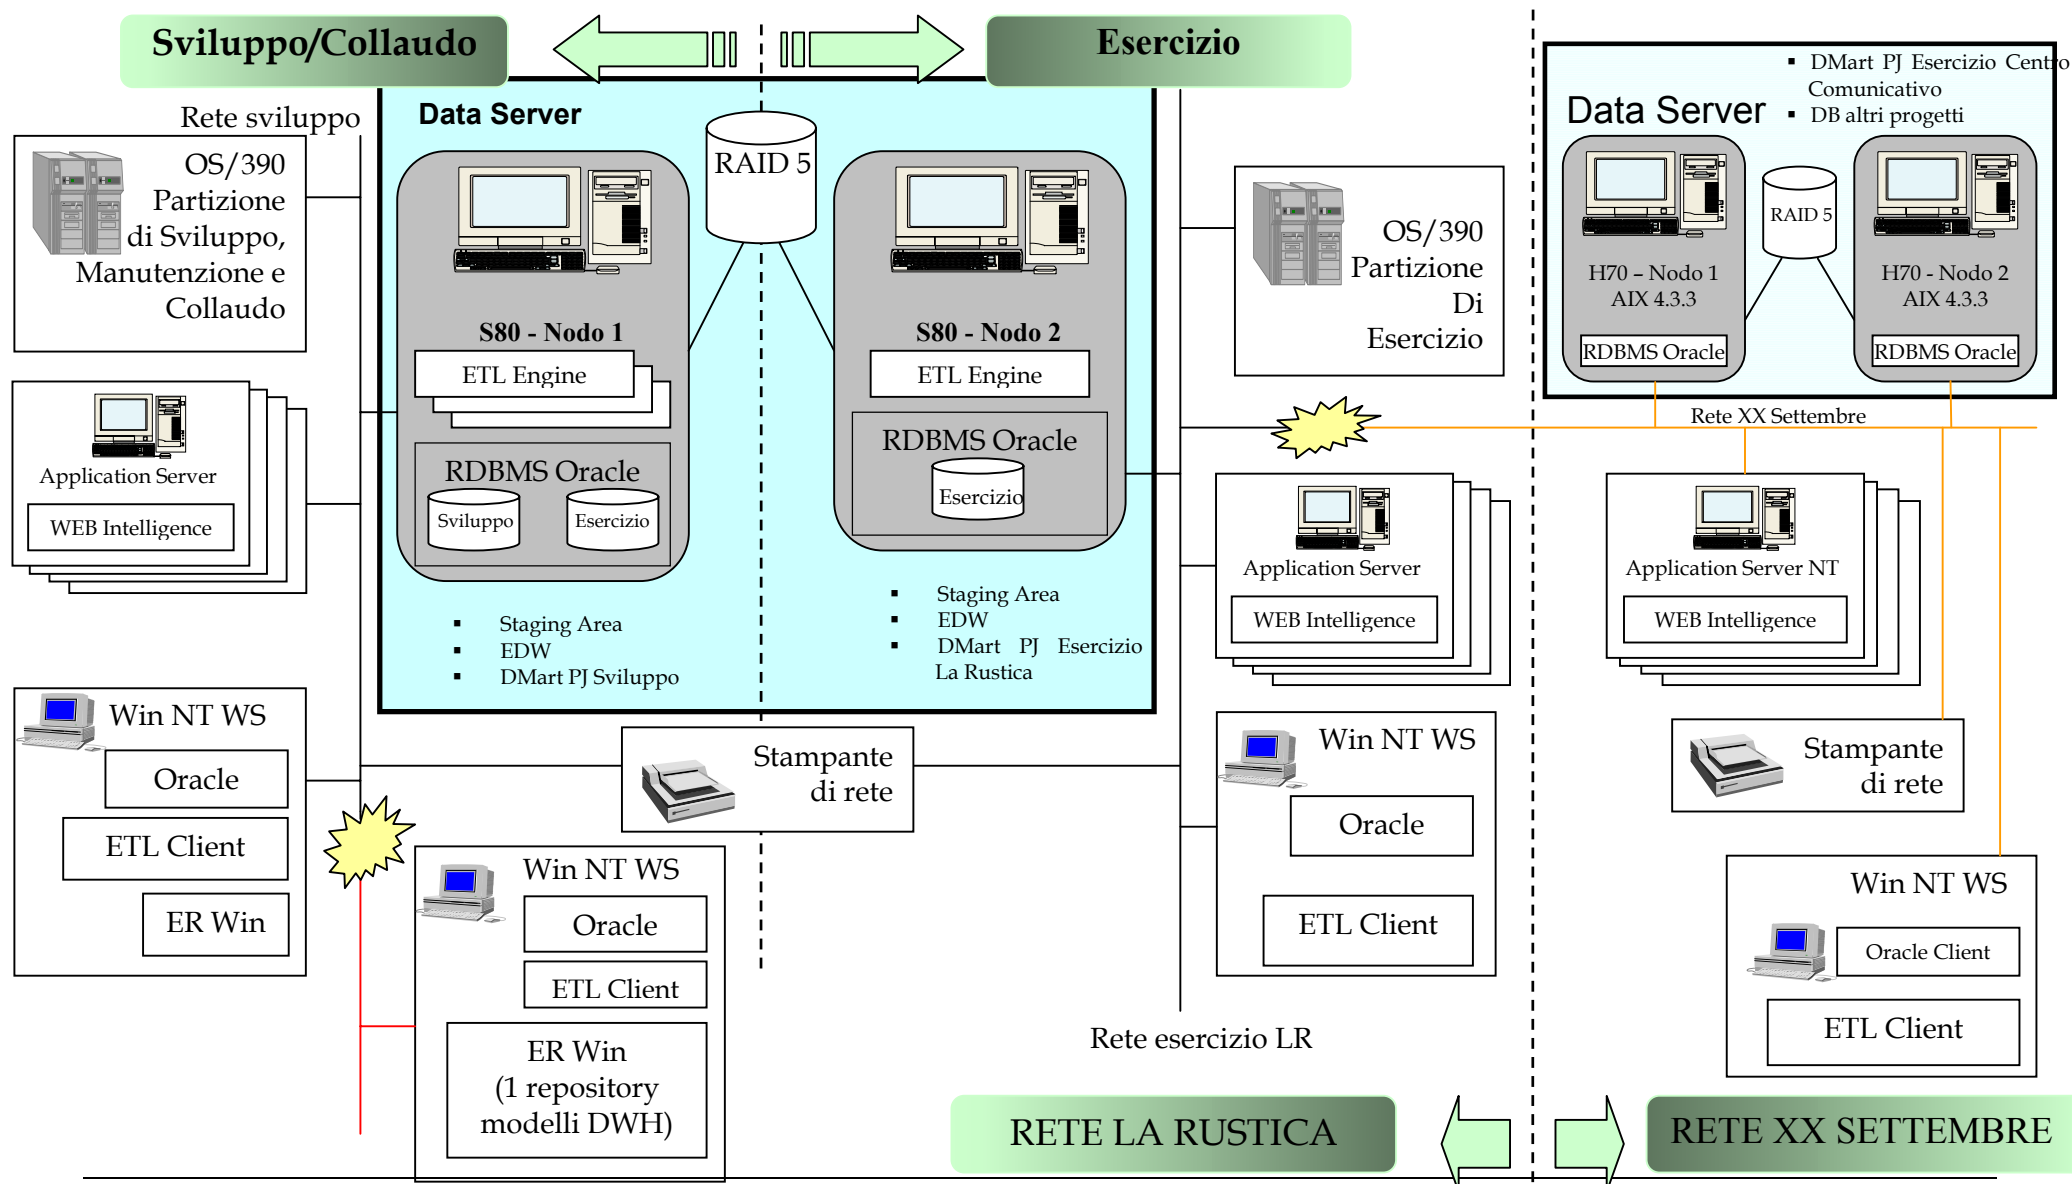 Sviluppo/Collaudo
Esercizio
Rete sviluppo
Data Server
OS/390
Partizione
di Sviluppo,
Manutenzione e
Collaudo
RAID 5
S80 - Nodo 1
ETL Engine
RDBMS Oracle
Sviluppo
Esercizio
S80 - Nodo 2
ETL Engine
RDBMS Oracle
Esercizio
▪ Staging Area
▪ EDW
▪ DMart PJ Sviluppo
▪ Staging Area
▪ EDW
▪ DMart PJ Esercizio
La Rustica
OS/390
Partizione
Di
Esercizio
▪ DMart PJ Esercizio Centro
Comunicativo
▪ DB altri progetti
Data Server
RAID 5
H70 – Nodo 1
AIX 4.3.3
RDBMS Oracle
H70 - Nodo 2
AIX 4.3.3
RDBMS Oracle
Rete XX Settembre
Application Server
WEB Intelligence
Application Server
WEB Intelligence
Application Server NT
WEB Intelligence
Win NT WS
Oracle
ETL Client
ER Win
Stampante
di rete
Win NT WS
Oracle
ETL Client
ER Win
(1 repository
modelli DWH)
Win NT WS
Oracle
ETL Client
Stampante
di rete
Win NT WS
Oracle Client
ETL Client
Rete esercizio LR
RETE LA RUSTICA
RETE XX SETTEMBRE